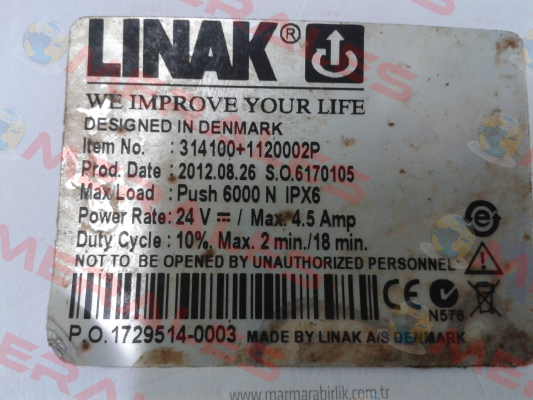 LINAK®
WE IMPROVE YOUR LIFE
DESIGNED IN DENMARK
Item No. : 314100+1120002P
Prod. Date : 2012.08.26 S.O.6170105
Max Load : Push 6000 N IPX6
Power Rate: 24 V ⎓ / Max. 4.5 Amp
Duty Cycle : 10%, Max. 2 min./18 min.
NOT TO BE OPENED BY UNAUTHORIZED PERSONNEL
CE
N576
P.O.1729514-0003 MADE BY LINAK A/S DENMARK
www.marmarabirlik.com.tr